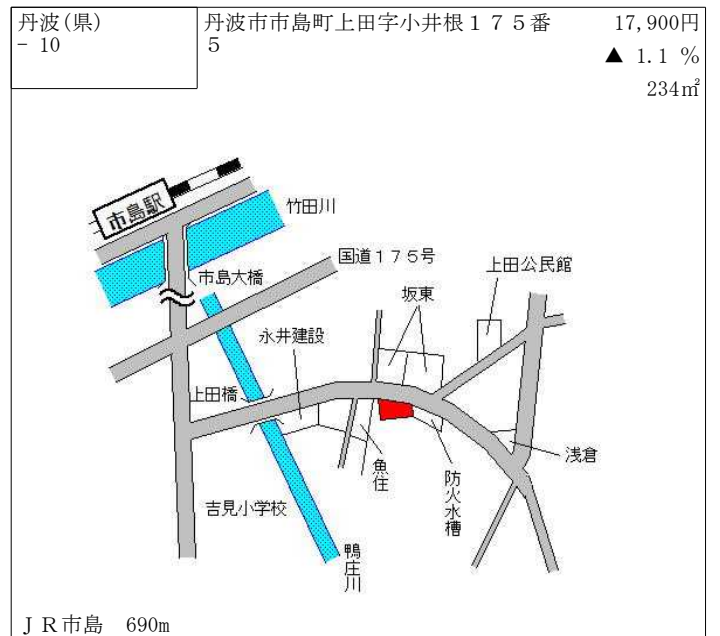 丹波(県)
- 10
丹波市市島町上田字小井根１７５番
5
17,900円
▲ 1.1 %
234㎡
市島駅
竹田川
国道１７５号
上田公民館
市島大橋
坂東
永井建設
上田橋
浅倉
魚住
防火水槽
吉見小学校
鴨庄川
ＪＲ市島 690m